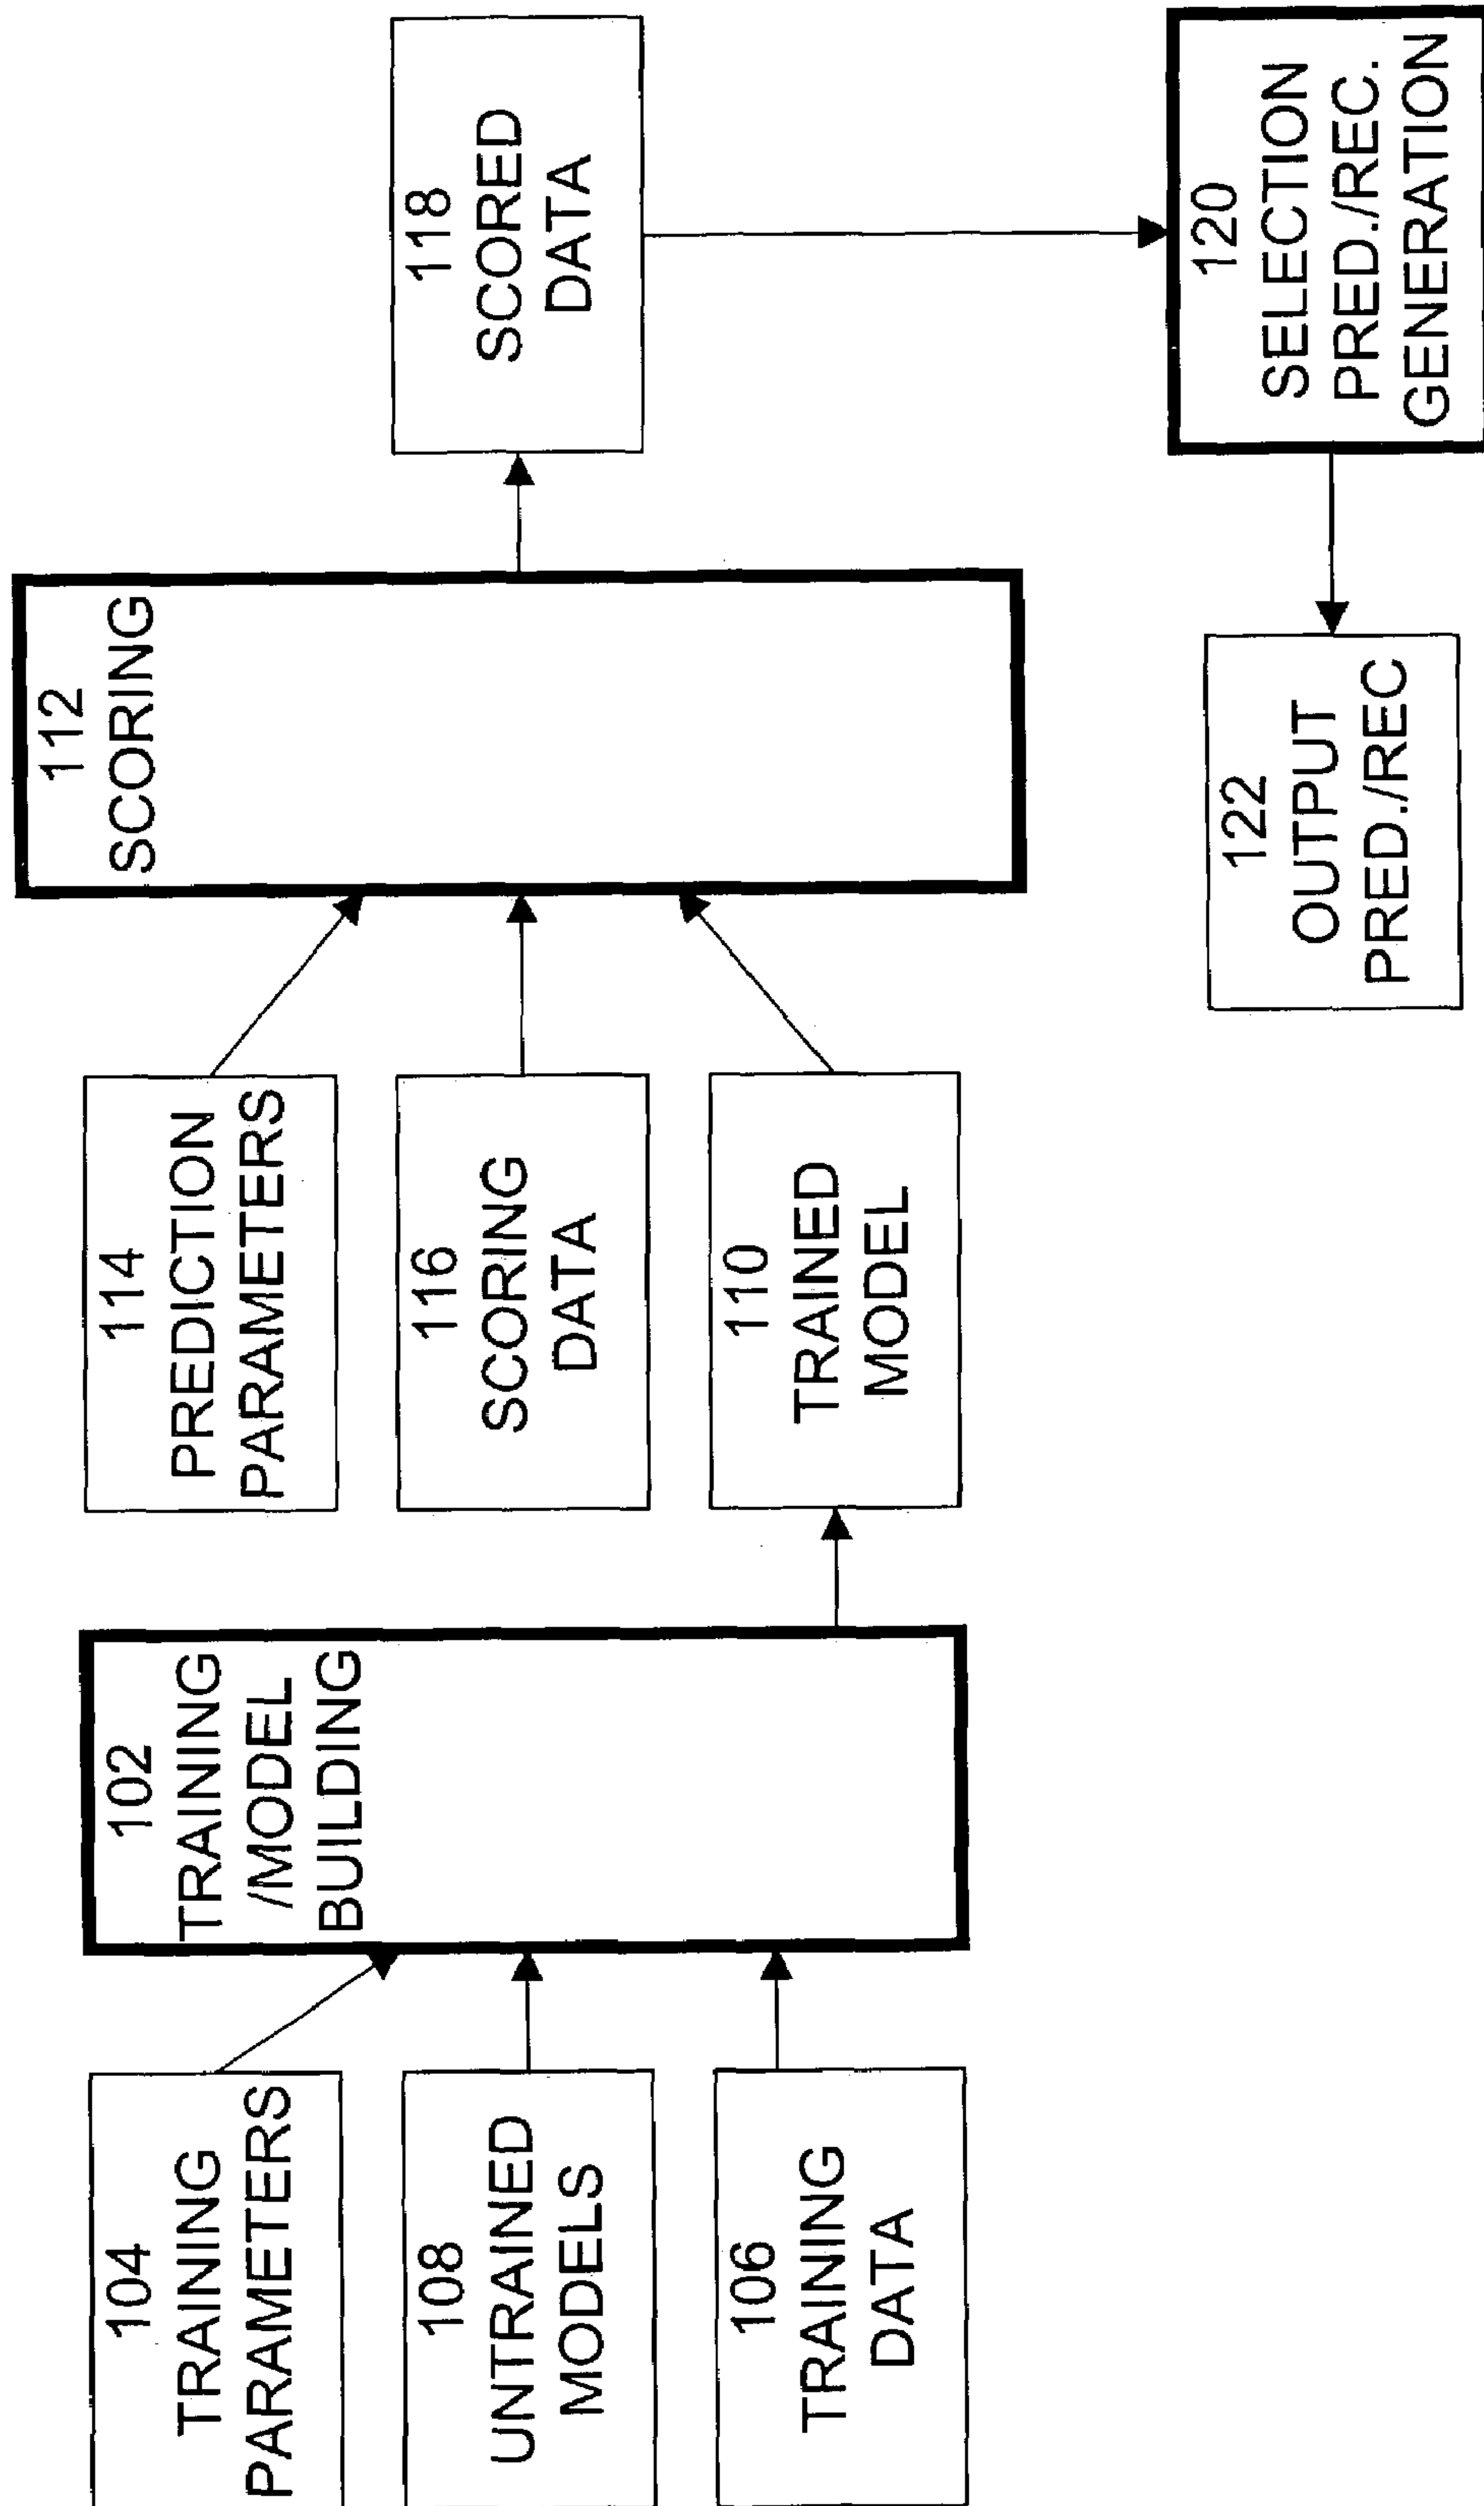 104
TRAINING
PARAMETERS
108
UNTRAINED
MODELS
106
TRAINING
DATA
102
TRAINING
/MODEL
BUILDING
114
PREDICTION
PARAMETERS
116
SCORING
DATA
110
TRAINED
MODEL
112
SCORING
118
SCORED
DATA
120
SELECTION
PRED./REC.
GENERATION
122
OUTPUT
PRED./REC